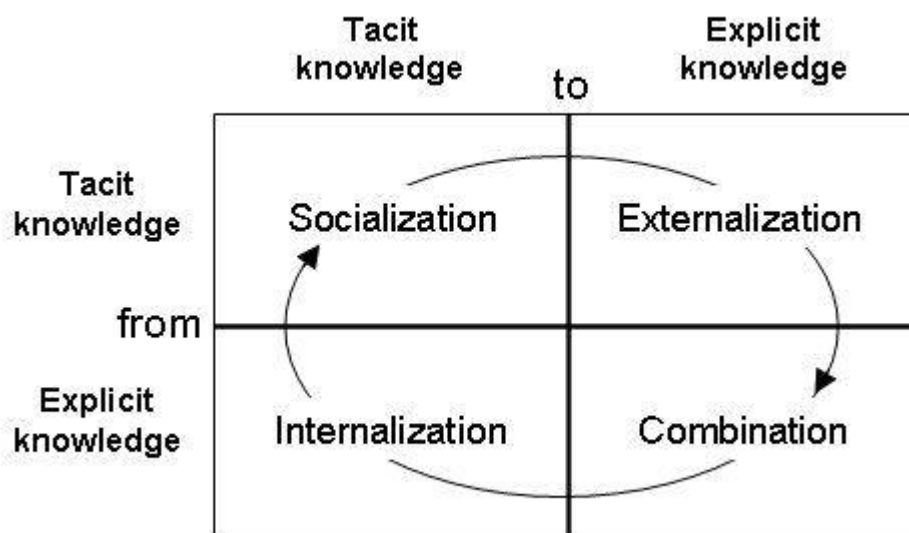 Tacit
knowledge
Explicit
knowledge
to
Tacit
knowledge
Socialization
Externalization
from
Explicit
knowledge
Internalization
Combination